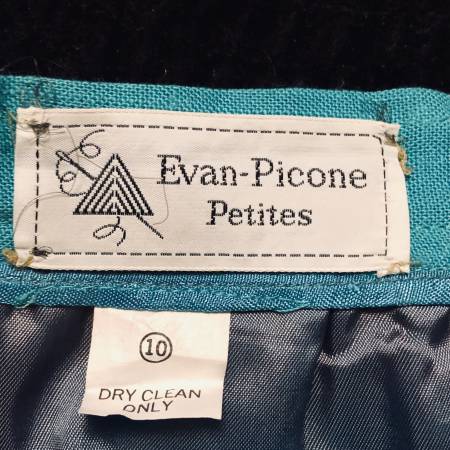 Evan-Picone
Petites
10
DRY CLEAN
ONLY